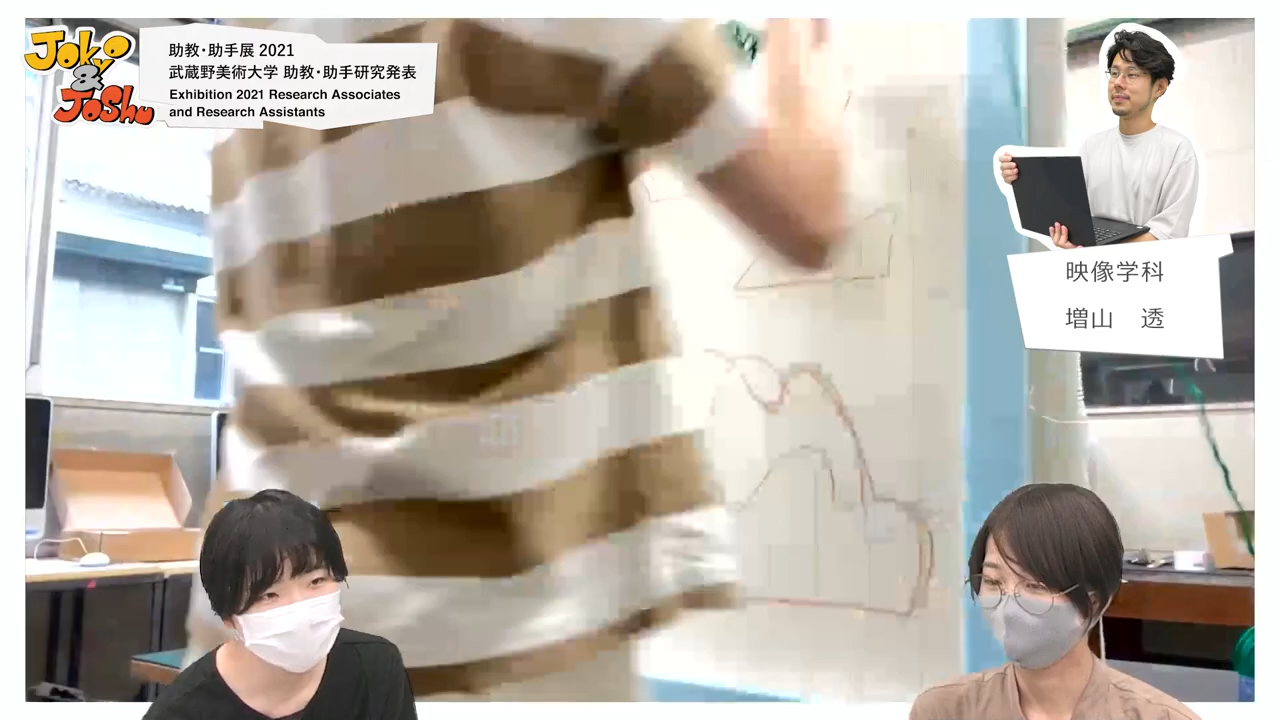 Jokyo
&
Joshu
助教・助手展 2021
武蔵野美術大学 助教・助手研究発表
Exhibition 2021 Research Associates
and Research Assistants
映像学科
増山 透